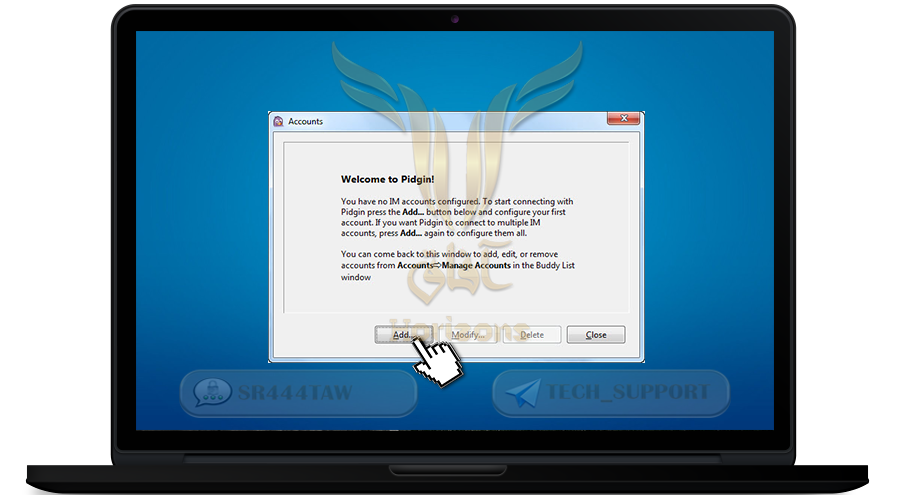 Accounts
Welcome to Pidgin!
You have no IM accounts configured. To start connecting with
Pidgin press the Add... button below and configure your first
account. If you want Pidgin to connect to multiple IM
accounts, press Add... again to configure them all.
You can come back to this window to add, edit, or remove
accounts from Accounts⇨Manage Accounts in the Buddy List
window
آفاق
Horisons
Add...
Modify...
Delete
Close
SR444TAW
TECH_SUPPORT